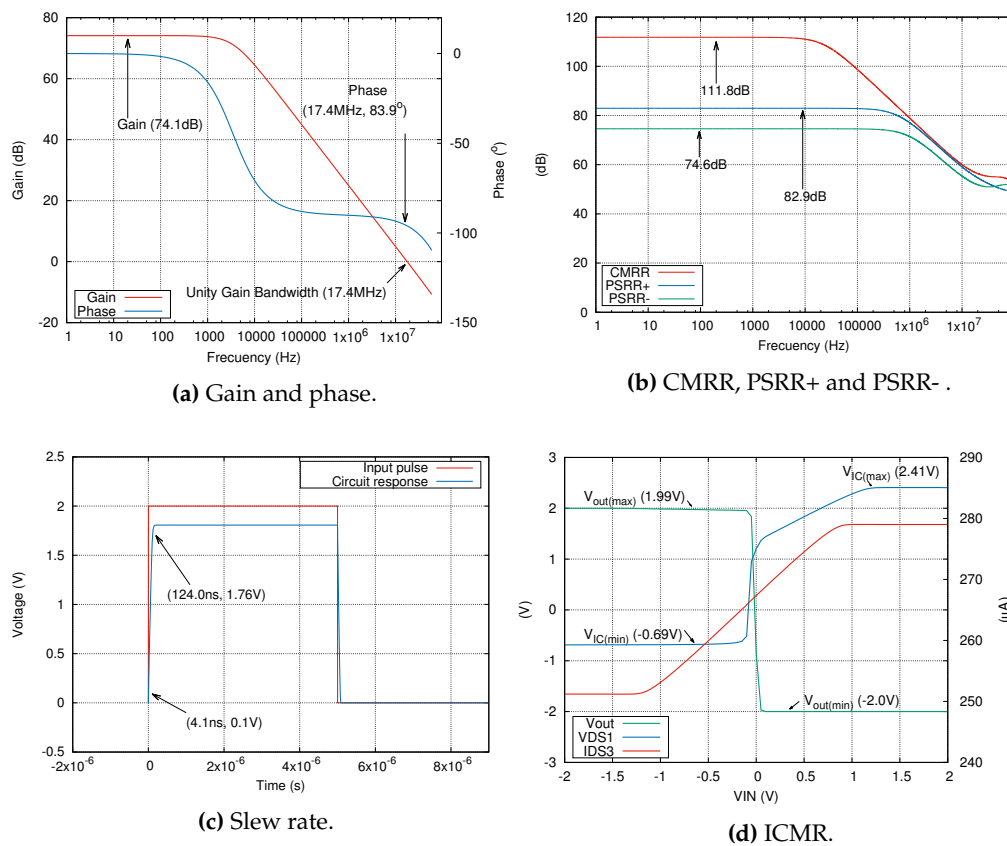 80
60
40
20
0
-20
Gain (dB)
0
-50
-100
-150
Phase (°)
Gain (74.1dB)
Phase
(17.4MHz, 83.9°)
Unity Gain Bandwidth (17.4MHz)
Gain
Phase
1 10 100 1000 10000 100000 1x10⁶ 1x10⁷
Frecuency (Hz)
(a) Gain and phase.
120
100
80
60
40
20
0
(dB)
111.8dB
74.6dB
82.9dB
CMRR
PSRR+
PSRR-
1 10 100 1000 10000 100000 1x10⁶ 1x10⁷
Frecuency (Hz)
(b) CMRR, PSRR+ and PSRR- .
2.5
2
1.5
1
0.5
0
-0.5
Voltage (V)
Input pulse
Circuit response
(124.0ns, 1.76V)
(4.1ns, 0.1V)
-2x10⁻⁶ 0 2x10⁻⁶ 4x10⁻⁶ 6x10⁻⁶ 8x10⁻⁶
Time (s)
(c) Slew rate.
3
2
1
0
-1
-2
-3
(V)
290
280
270
260
250
240
(µA)
V_IC(max) (2.41V)
V_out(max) (1.99V)
V_IC(min) (-0.69V)
V_out(min) (-2.0V)
Vout
VDS1
IDS3
-2 -1.5 -1 -0.5 0 0.5 1 1.5 2
VIN (V)
(d) ICMR.